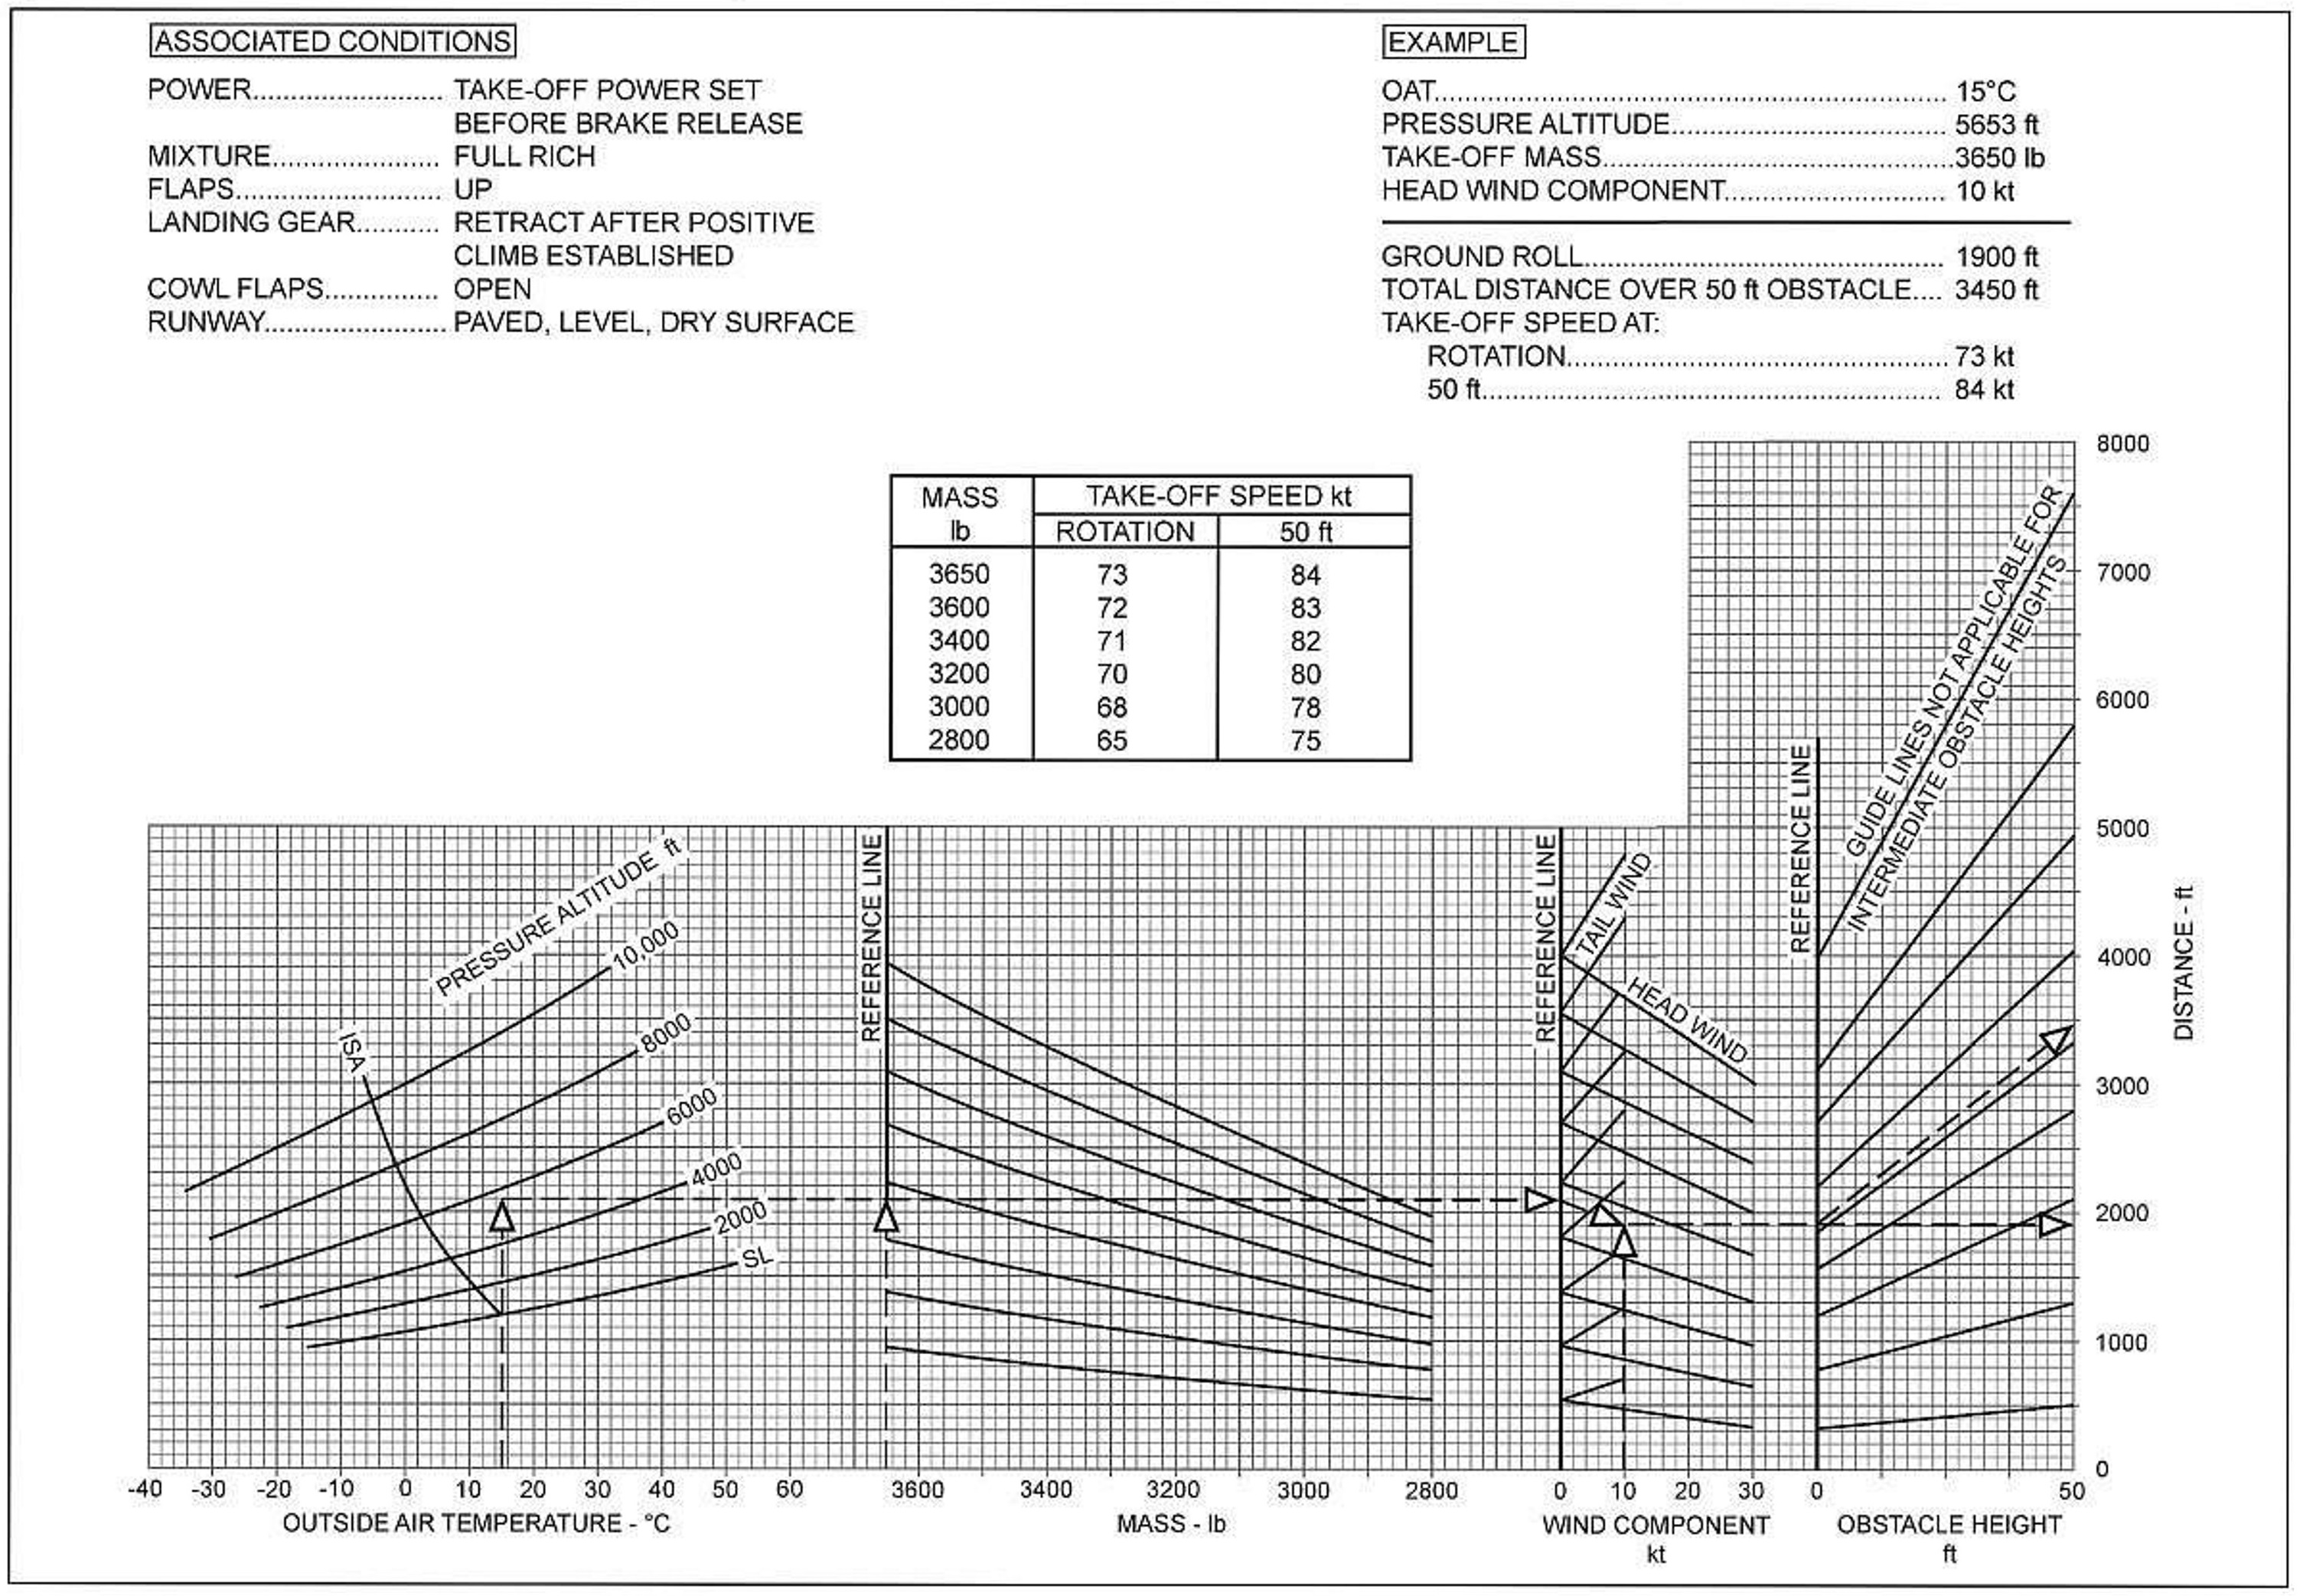 ASSOCIATED CONDITIONS
POWER........................ TAKE-OFF POWER SET
BEFORE BRAKE RELEASE
MIXTURE..................... FULL RICH
FLAPS.......................... UP
LANDING GEAR........... RETRACT AFTER POSITIVE
CLIMB ESTABLISHED
COWL FLAPS............... OPEN
RUNWAY....................... PAVED, LEVEL, DRY SURFACE
EXAMPLE
OAT................................................................. 15°C
PRESSURE ALTITUDE................................... 5653 ft
TAKE-OFF MASS.............................................3650 lb
HEAD WIND COMPONENT............................ 10 kt
GROUND ROLL.............................................. 1900 ft
TOTAL DISTANCE OVER 50 ft OBSTACLE.... 3450 ft
TAKE-OFF SPEED AT:
ROTATION................................................. 73 kt
50 ft........................................................... 84 kt
MASS lb TAKE-OFF SPEED kt
ROTATION 50 ft
3650 73 84
3600 72 83
3400 71 82
3200 70 80
3000 68 78
2800 65 75
PRESSURE ALTITUDE ft
10,000
8000
6000
4000
2000
SL
ISA
REFERENCE LINE
REFERENCE LINE
TAIL WIND
HEAD WIND
REFERENCE LINE
GUIDE LINES NOT APPLICABLE FOR
INTERMEDIATE OBSTACLE HEIGHTS
8000
7000
6000
5000
4000
3000
2000
1000
0
DISTANCE - ft
-40 -30 -20 -10 0 10 20 30 40 50 60
OUTSIDE AIR TEMPERATURE - °C
3600 3400 3200 3000 2800
MASS - lb
0 10 20 30
WIND COMPONENT
kt
0 50
OBSTACLE HEIGHT
ft